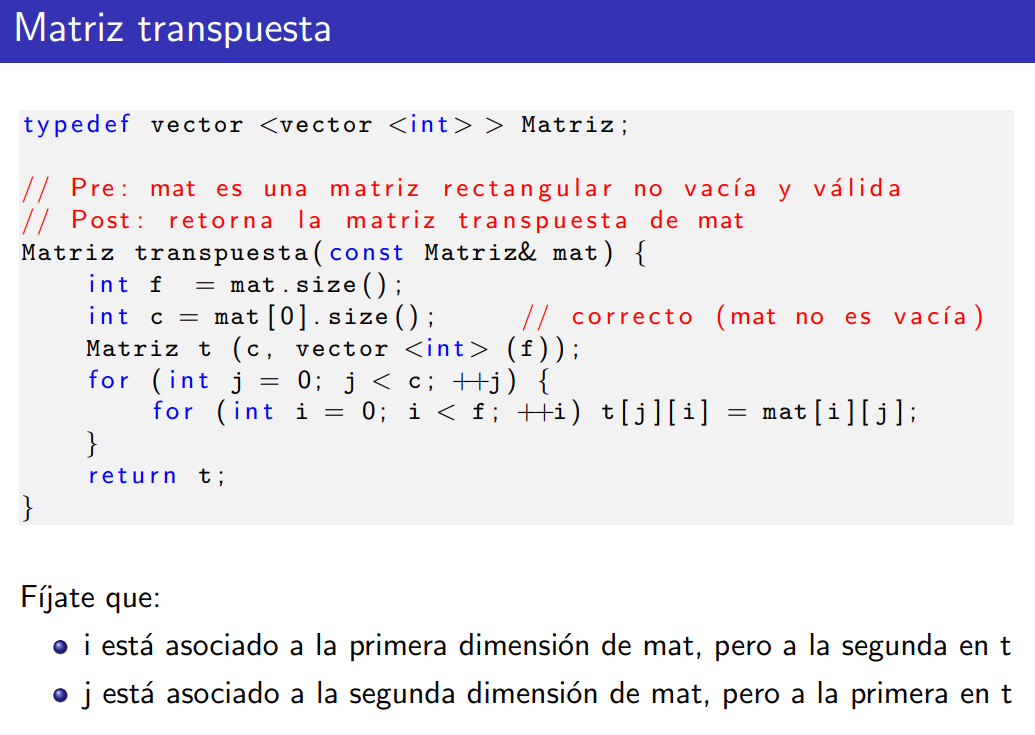 Matriz transpuesta
typedef vector <vector <int> > Matriz;
// Pre: mat es una matriz rectangular no vacía y válida
// Post: retorna la matriz transpuesta de mat
Matriz transpuesta(const Matriz& mat) {
    int f  = mat.size();
    int c = mat[0].size();     // correcto (mat no es vacía)
    Matriz t (c, vector <int> (f));
    for (int j = 0; j < c; ++j) {
        for (int i = 0; i < f; ++i) t[j][i] = mat[i][j];
    }
    return t;
}
Fíjate que:
i está asociado a la primera dimensión de mat, pero a la segunda en t
j está asociado a la segunda dimensión de mat, pero a la primera en t